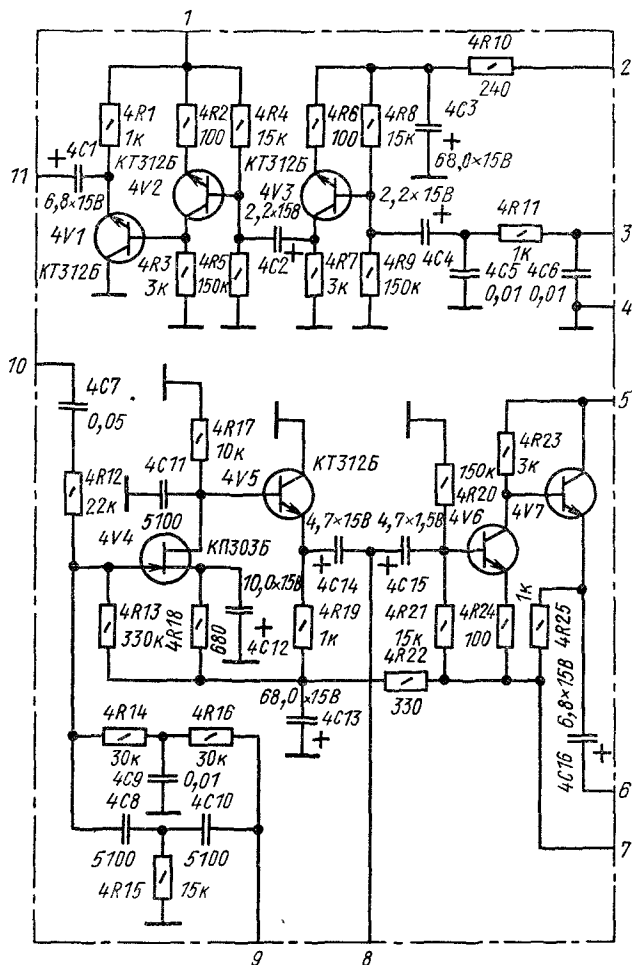 1
4R10
2
240
4R1
1к
4R2
100
4R4
15к
4R6
100
4R8
15к
4C3
68,0×15В
4C1
КТ312Б
КТ312Б
11
6,8×15В
4V2
4V3
2,2×15В
2,2×15В
4V1
4R11
3
КТ312Б
4R3
3к
4R5
150к
4C2
4R7
3к
4R9
150к
4C4
4C5
0,01
1к
4C6
0,01
4
10
4C7
0,05
5
4R17
10к
КТ312Б
4R23
3к
4C11
4V5
150к
4R20
4V7
4R12
22к
5100
4,7×15В
4,7×1,5В
4V6
4V4
КП303Б
10,0×15В
4C14
4C15
4R13
330к
4R18
680
4C12
4R19
1к
4R21
15к
4R24
100
1к
4R25
4R22
330
68,0×15В
4C13
6,8×15В
4C16
4R14
30к
4R16
30к
4C9
0,01
4C8
4C10
6
5100
5100
7
4R15
15к
9
8